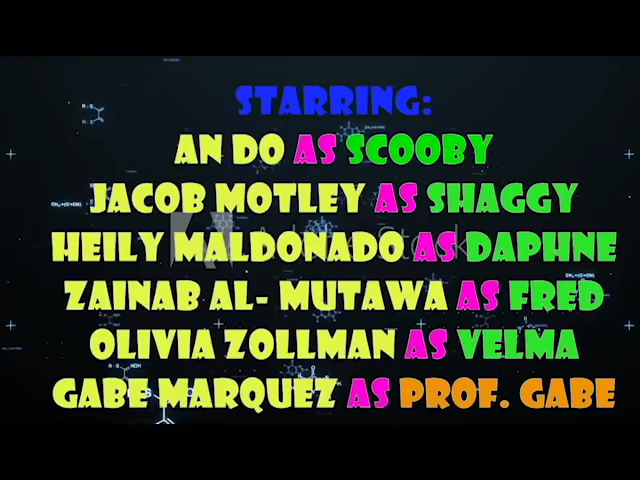 STARRING:
AN DO AS SCOOBY
JACOB MOTLEY AS SHAGGY
HEILY MALDONADO AS DAPHNE
ZAINAB AL- MUTAWA AS FRED
OLIVIA ZOLLMAN AS VELMA
GABE MARQUEZ AS PROF. GABE